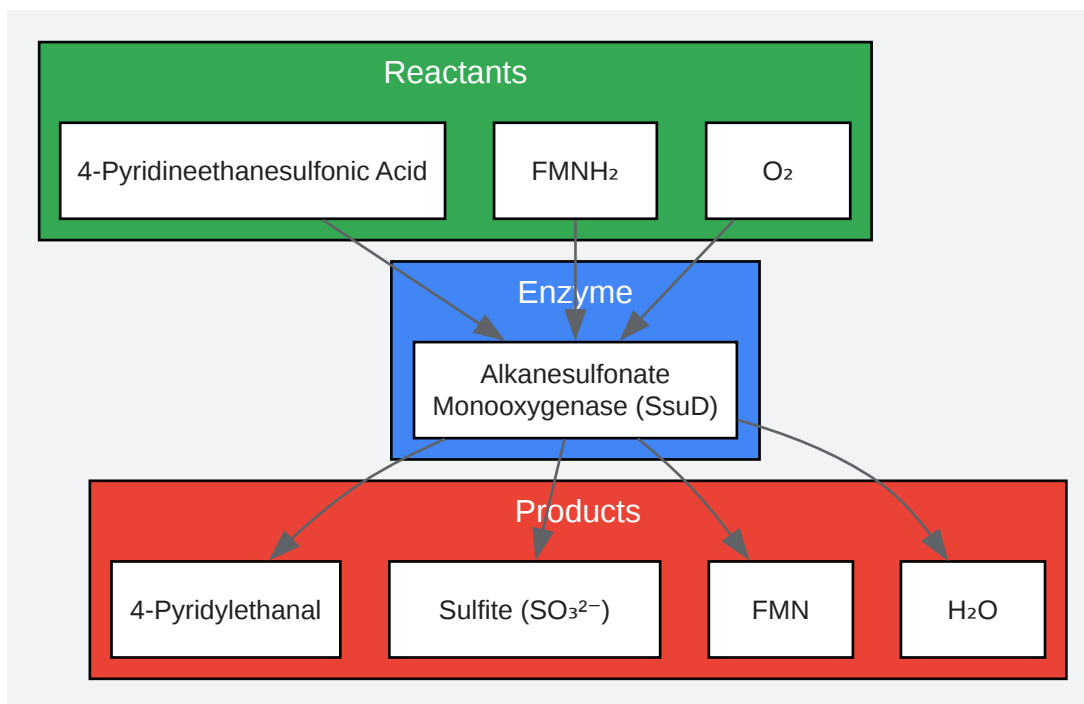 Reactants
4-Pyridineethanesulfonic Acid
FMNH₂
O₂
Enzyme
Alkanesulfonate
Monooxygenase (SsuD)
Products
4-Pyridylethanal
Sulfite (SO₃²⁻)
FMN
H₂O